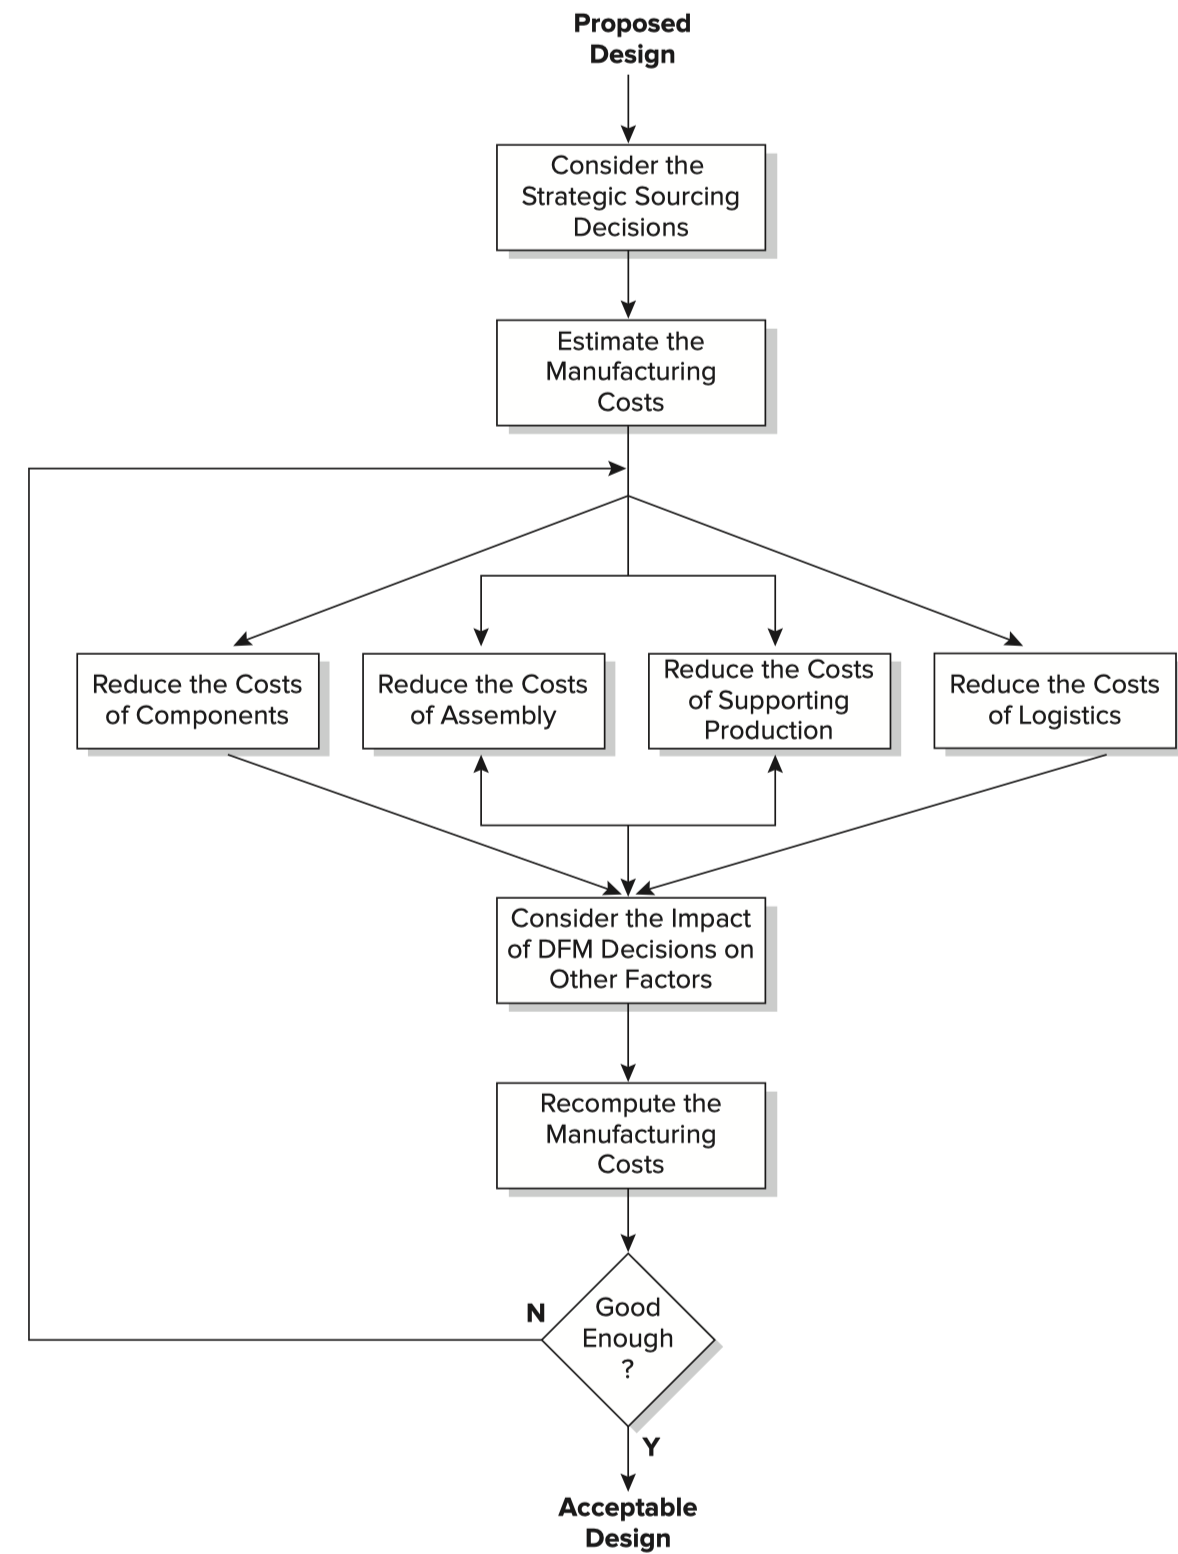 Proposed
Design
Consider the
Strategic Sourcing
Decisions
Estimate the
Manufacturing
Costs
Reduce the Costs
of Components
Reduce the Costs
of Assembly
Reduce the Costs
of Supporting
Production
Reduce the Costs
of Logistics
Consider the Impact
of DFM Decisions on
Other Factors
Recompute the
Manufacturing
Costs
N
Good
Enough
?
Y
Acceptable
Design